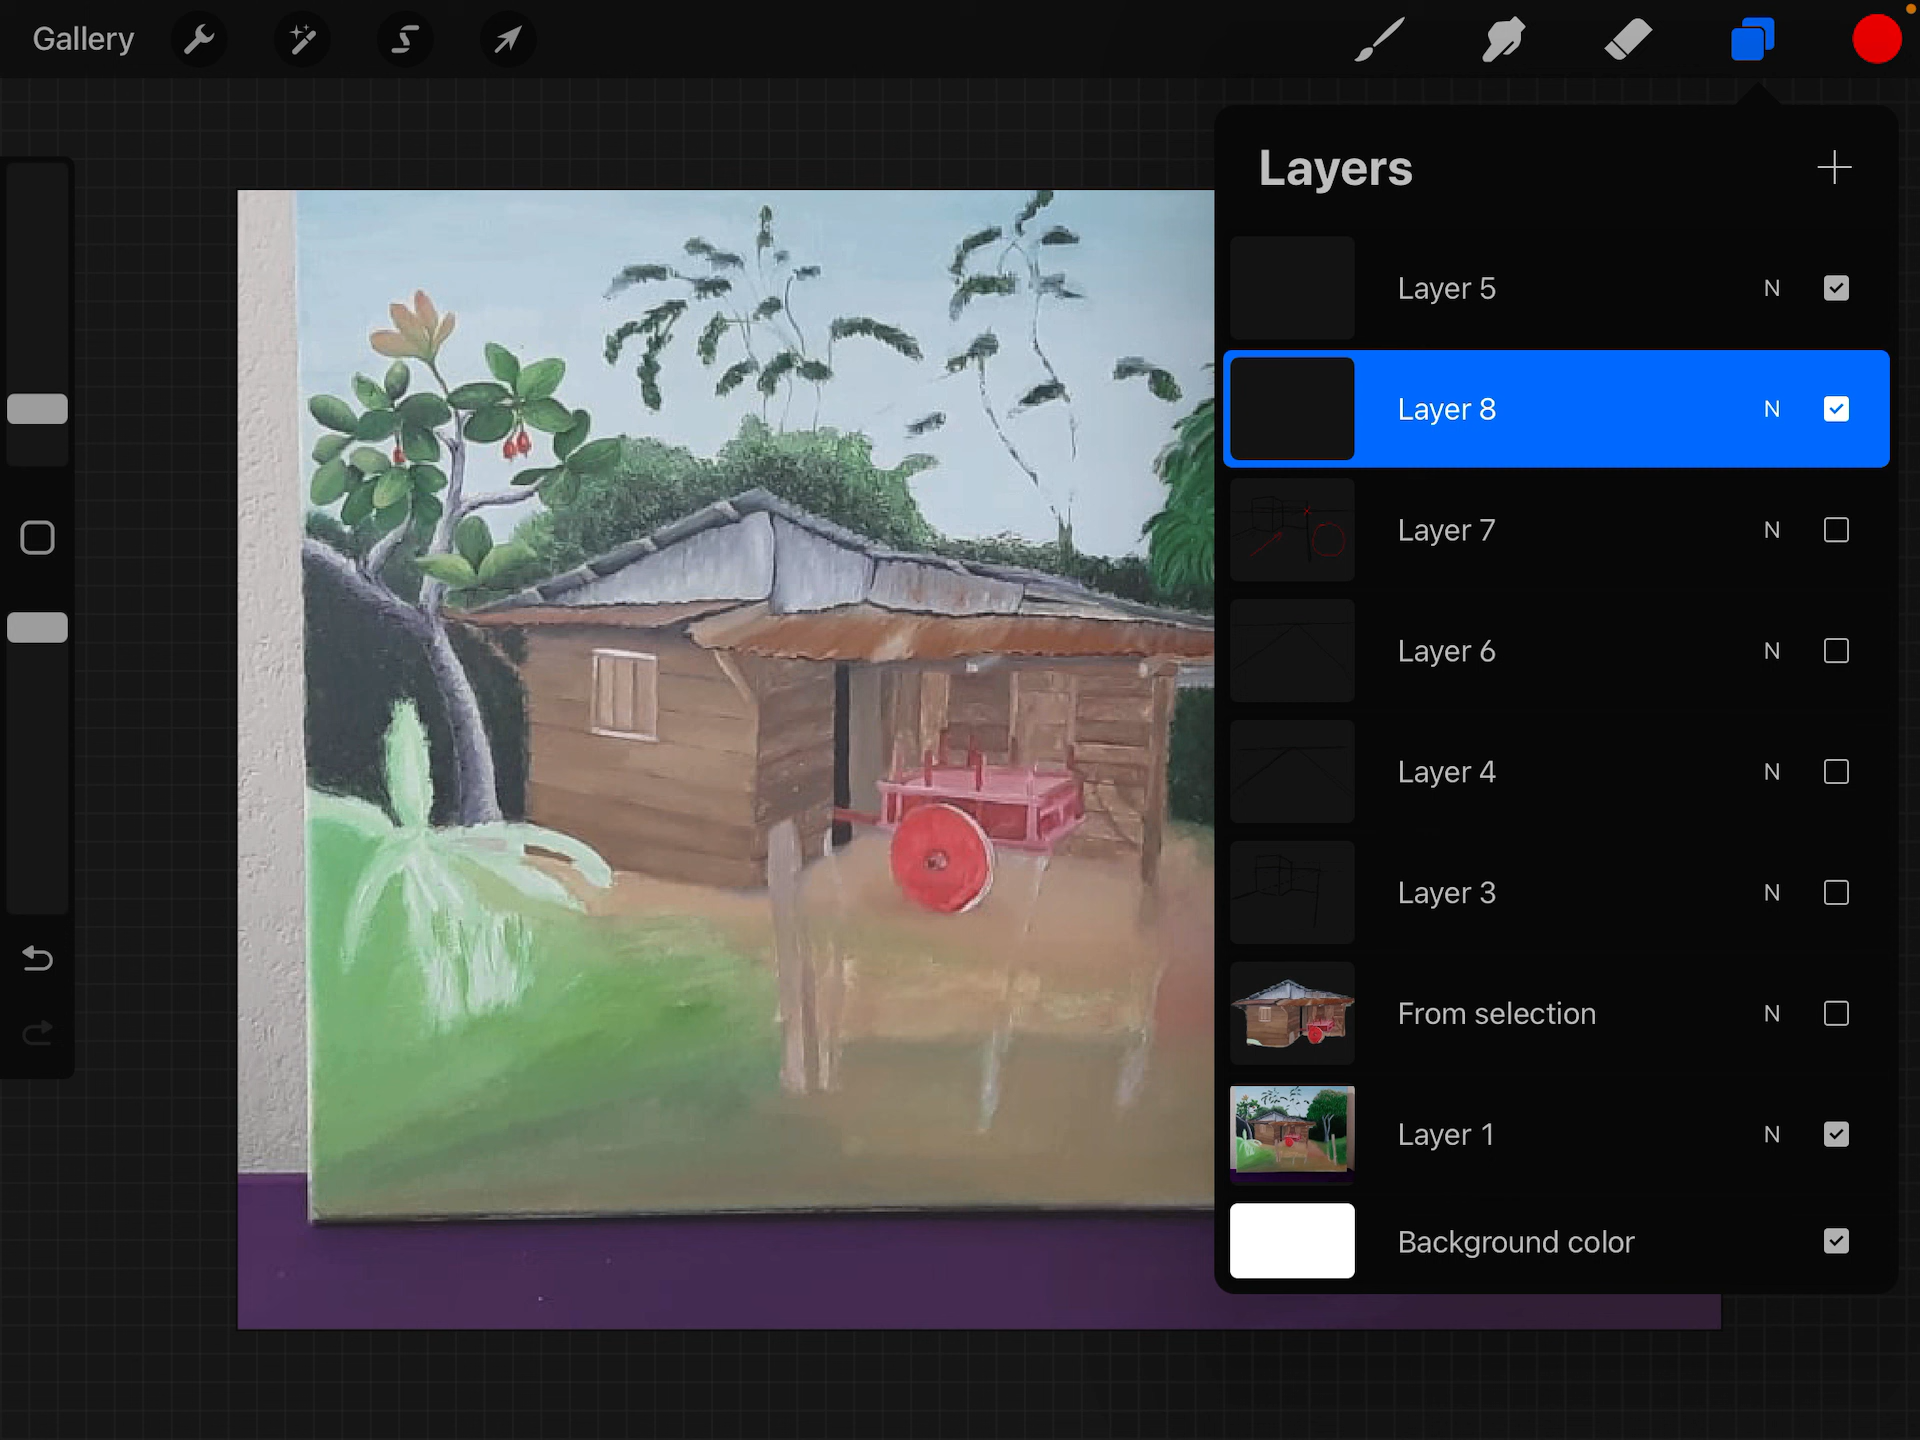 Gallery
Layers
Layer 5 N
Layer 8 N
Layer 7 N
Layer 6 N
Layer 4 N
Layer 3 N
From selection N
Layer 1 N
Background color